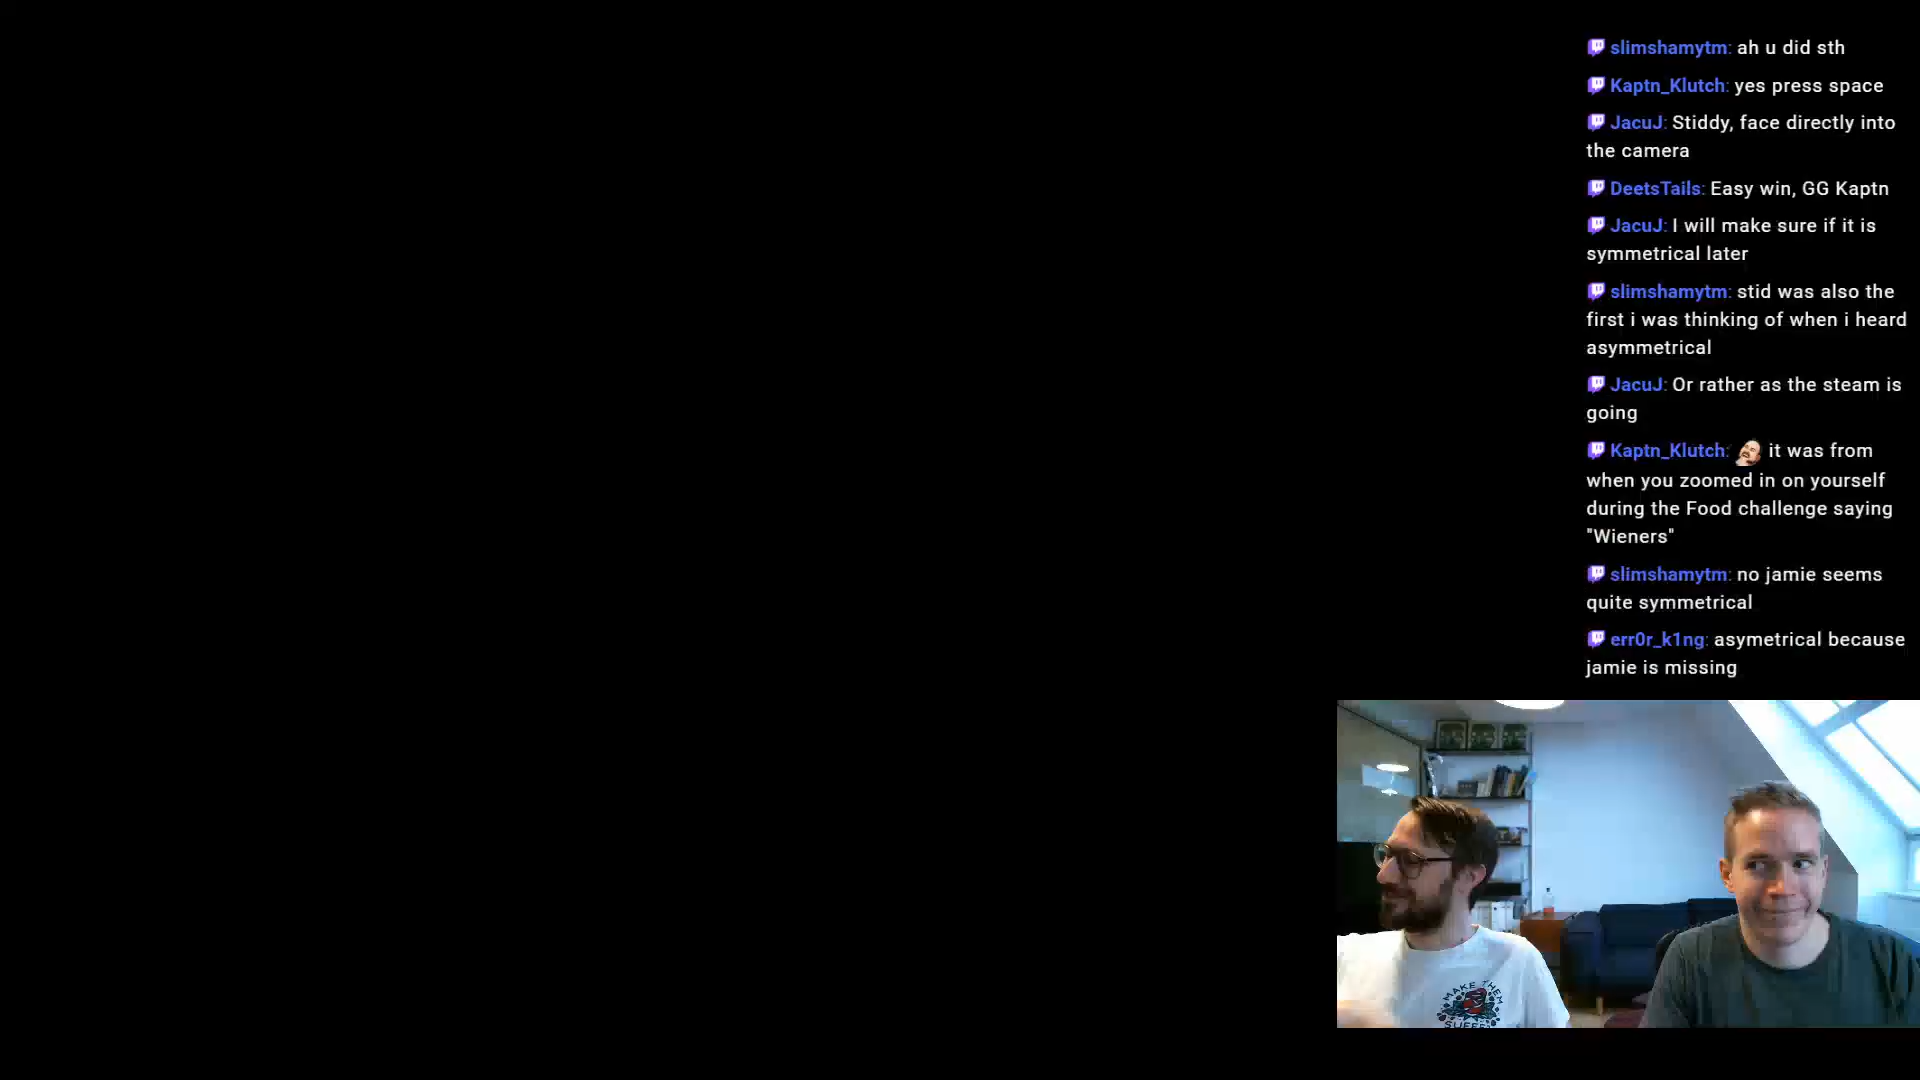 slimshamytm: ah u did sth
Kaptn_Klutch: yes press space
JacuJ: Stiddy, face directly into
the camera
DeetsTails: Easy win, GG Kaptn
JacuJ: I will make sure if it is
symmetrical later
slimshamytm: stid was also the
first i was thinking of when i heard
asymmetrical
JacuJ: Or rather as the steam is
going
Kaptn_Klutch: it was from
when you zoomed in on yourself
during the Food challenge saying
"Wieners"
slimshamytm: no jamie seems
quite symmetrical
err0r_k1ng: asymetrical because
jamie is missing
MAKE THEM
SUFFER